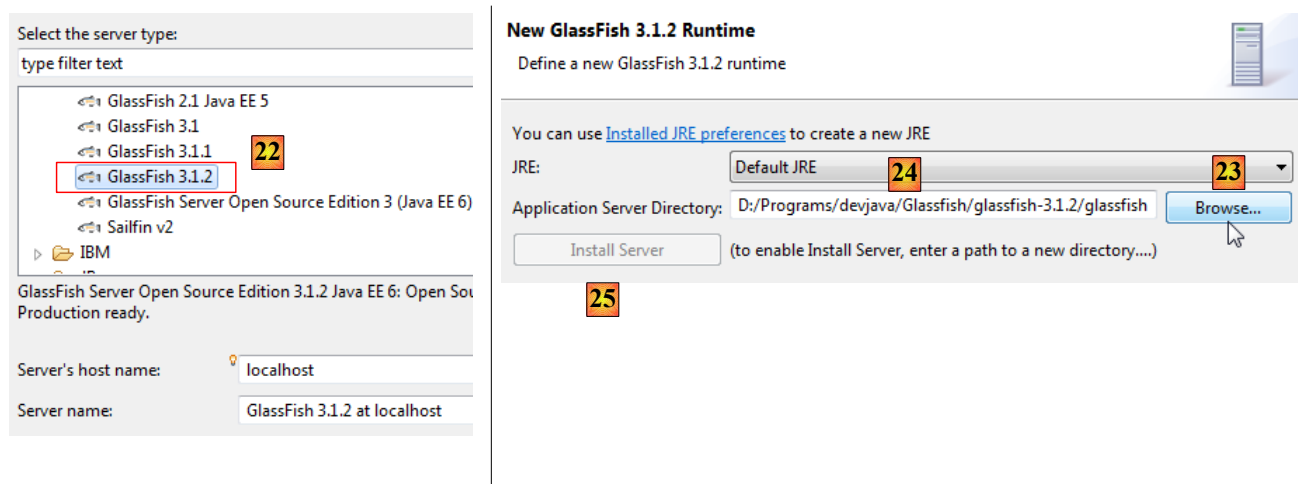 Select the server type:
type filter text
GlassFish 2.1 Java EE 5
GlassFish 3.1
GlassFish 3.1.1
22
GlassFish 3.1.2
GlassFish Server Open Source Edition 3 (Java EE 6)
Sailfin v2
IBM
GlassFish Server Open Source Edition 3.1.2 Java EE 6: Open
Production ready.
Server's host name:
localhost
Server name:
GlassFish 3.1.2 at localhost
New GlassFish 3.1.2 Runtime
Define a new GlassFish 3.1.2 runtime
You can use Installed JRE preferences to create a new JRE
JRE:
Default JRE
24
23
Application Server Directory:
D:/Programs/devjava/Glassfish/glassfish-3.1.2/glassfish
Browse...
Install Server
(to enable Install Server, enter a path to a new directory....)
25